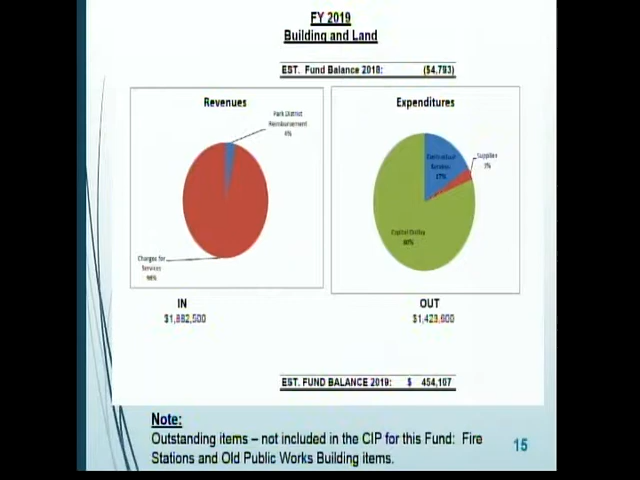 FY 2019
Building and Land
EST. Fund Balance 2018: ($4,793)
Revenues
Park District
Reimbursement
4%
Charges for
Services
96%
Expenditures
Contractual
Services
17%
Supplies
3%
Capital Outlay
80%
IN
$1,882,500
OUT
$1,423,600
EST. FUND BALANCE 2019: $ 454,107
Note:
Outstanding items – not included in the CIP for this Fund: Fire
Stations and Old Public Works Building items.
15